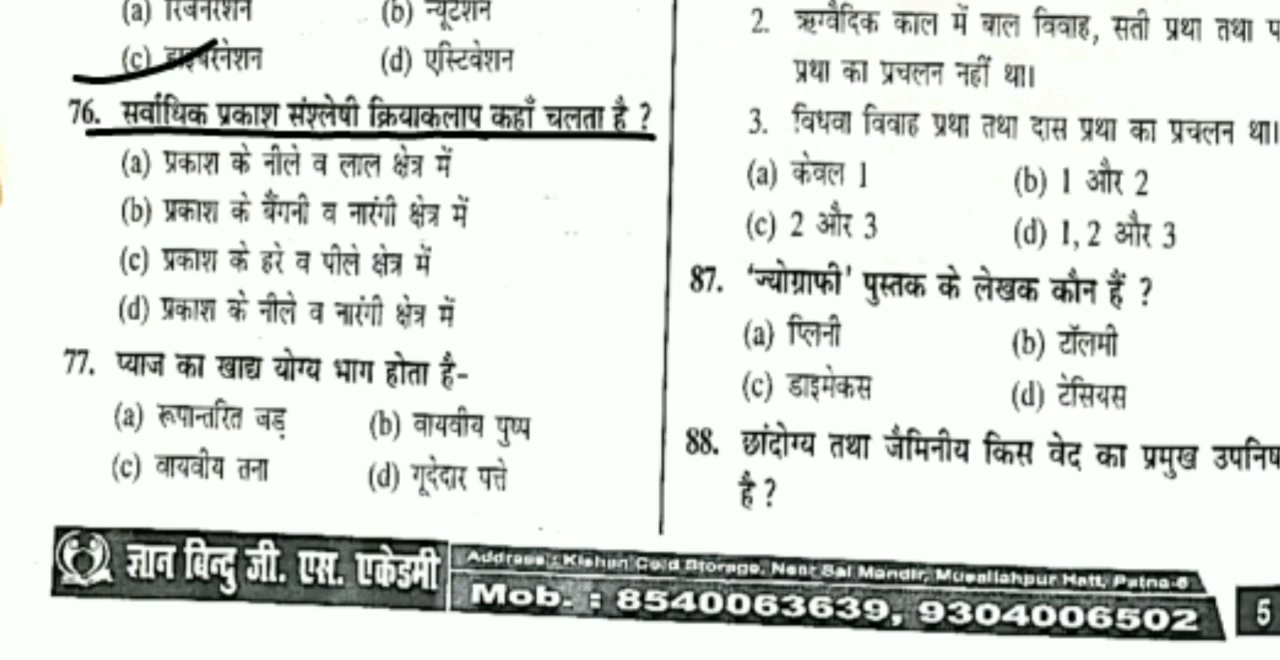 (a) रिजनरेशन (b) न्यूटेशन
(c) हाइबरनेशन (d) एस्टिवेशन
76. सर्वाधिक प्रकाश संश्लेषी क्रियाकलाप कहाँ चलता है ?
(a) प्रकाश के नीले व लाल क्षेत्र में
(b) प्रकाश के बैंगनी व नारंगी क्षेत्र में
(c) प्रकाश के हरे व पीले क्षेत्र में
(d) प्रकाश के नीले व नारंगी क्षेत्र में
77. प्याज का खाद्य योग्य भाग होता है-
(a) रूपान्तरित जड़ (b) वायवीय पुष्प
(c) वायवीय तना (d) गूदेदार पत्ते
2. ऋग्वैदिक काल में बाल विवाह, सती प्रथा तथा
प्रथा का प्रचलन नहीं था।
3. विधवा विवाह प्रथा तथा दास प्रथा का प्रचलन था।
(a) केवल 1 (b) 1 और 2
(c) 2 और 3 (d) 1, 2 और 3
87. 'ज्योग्राफी' पुस्तक के लेखक कौन हैं ?
(a) प्लिनी (b) टॉलमी
(c) डाइमेकस (d) टेसियस
88. छांदोग्य तथा जैमिनीय किस वेद का प्रमुख उपनिष
है ?
ज्ञान बिन्दु जी. एस. एकेडमी
Address : Kishan Cold Storage, Near Sai Mandir, Musallahpur Hatt, Patna-6
Mob. : 8540063639, 9304006502
5